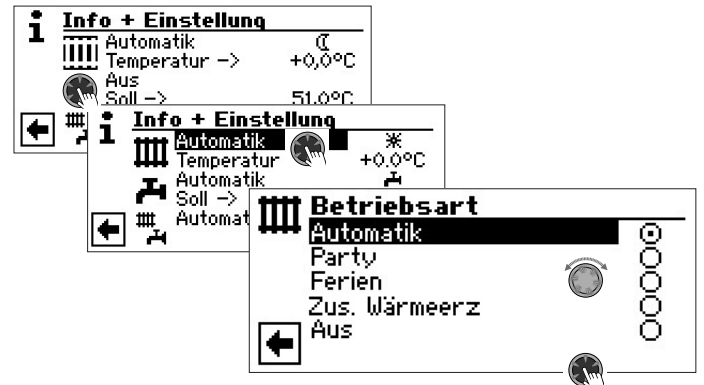 Info + Einstellung
Automatik
Temperatur -> +0,0°C
Aus
Soll -> 51.0°C
Info + Einstellung
Automatik
Temperatur +0.0°C
Automatik
Soll ->
Automat
Betriebsart
Automatik
Party
Ferien
Zus. Wärmeerz
Aus